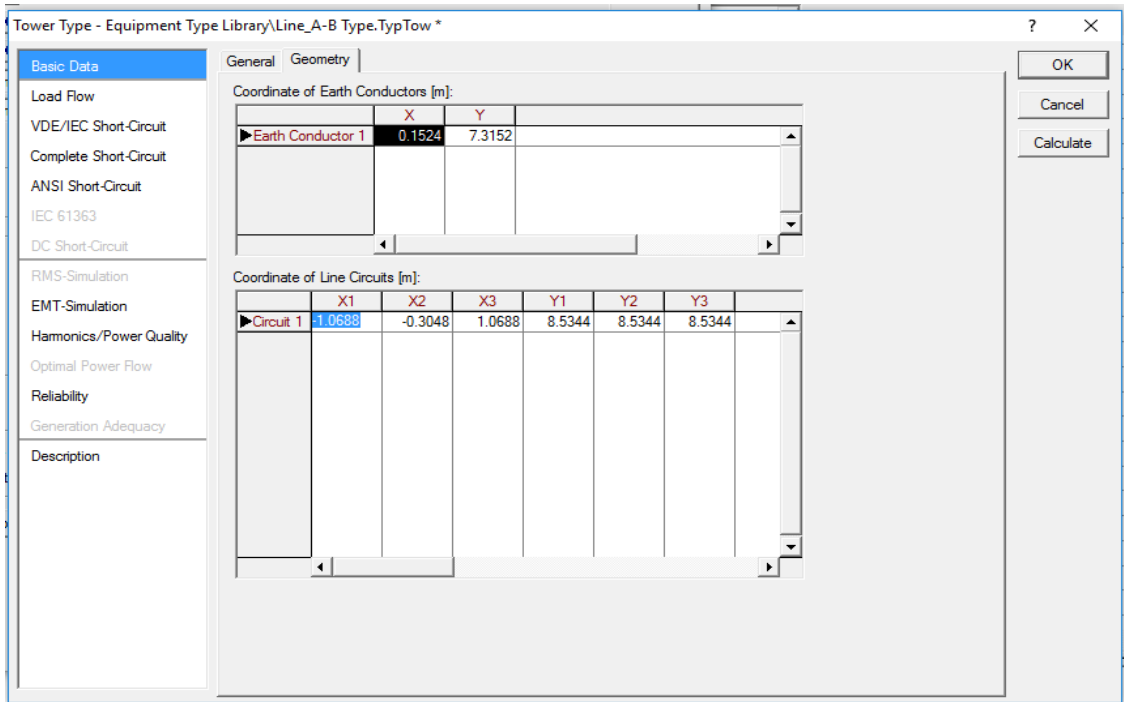 Tower Type - Equipment Type Library\Line_A-B Type.TypTow * ? ×
Basic Data
Load Flow
VDE/IEC Short-Circuit
Complete Short-Circuit
ANSI Short-Circuit
IEC 61363
DC Short-Circuit
RMS-Simulation
EMT-Simulation
Harmonics/Power Quality
Optimal Power Flow
Reliability
Generation Adequacy
Description
General Geometry
Coordinate of Earth Conductors [m]:
X Y
Earth Conductor 1 0.1524 7.3152
Coordinate of Line Circuits [m]:
X1 X2 X3 Y1 Y2 Y3
Circuit 1 -1.0688 -0.3048 1.0688 8.5344 8.5344 8.5344
OK
Cancel
Calculate